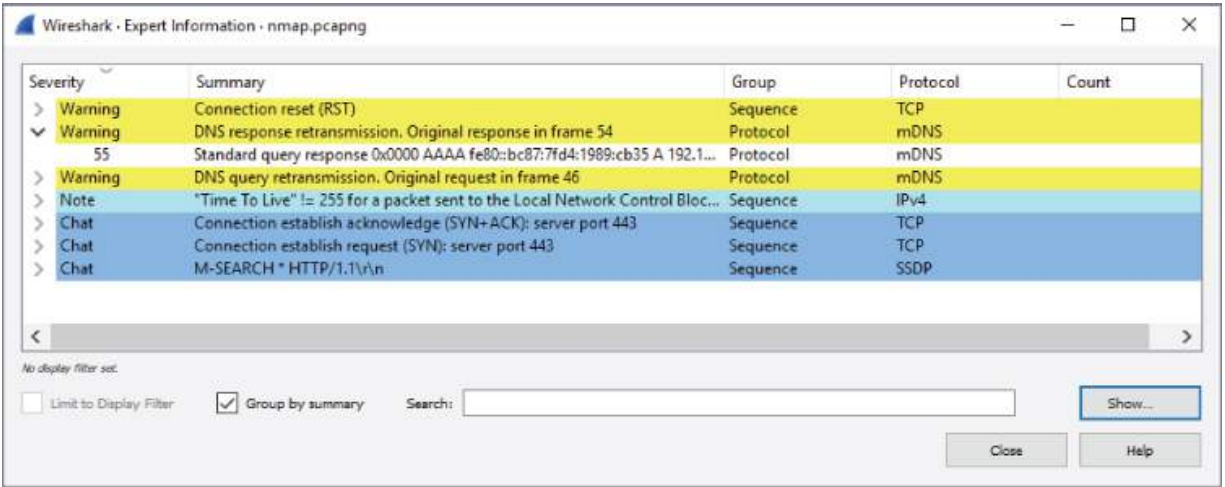 Wireshark · Expert Information · nmap.pcapng
Severity Summary Group Protocol Count
Warning Connection reset (RST) Sequence TCP
Warning DNS response retransmission. Original response in frame 54 Protocol mDNS
55 Standard query response 0x0000 AAAA fe80::bc87:7fd4:1989:cb35 A 192.1... Protocol mDNS
Warning DNS query retransmission. Original request in frame 46 Protocol mDNS
Note "Time To Live" != 255 for a packet sent to the Local Network Control Bloc... Sequence IPv4
Chat Connection establish acknowledge (SYN+ACK): server port 443 Sequence TCP
Chat Connection establish request (SYN): server port 443 Sequence TCP
Chat M-SEARCH * HTTP/1.1\r\n Sequence SSDP
No display filter set.
Limit to Display Filter Group by summary Search: Show...
Close Help